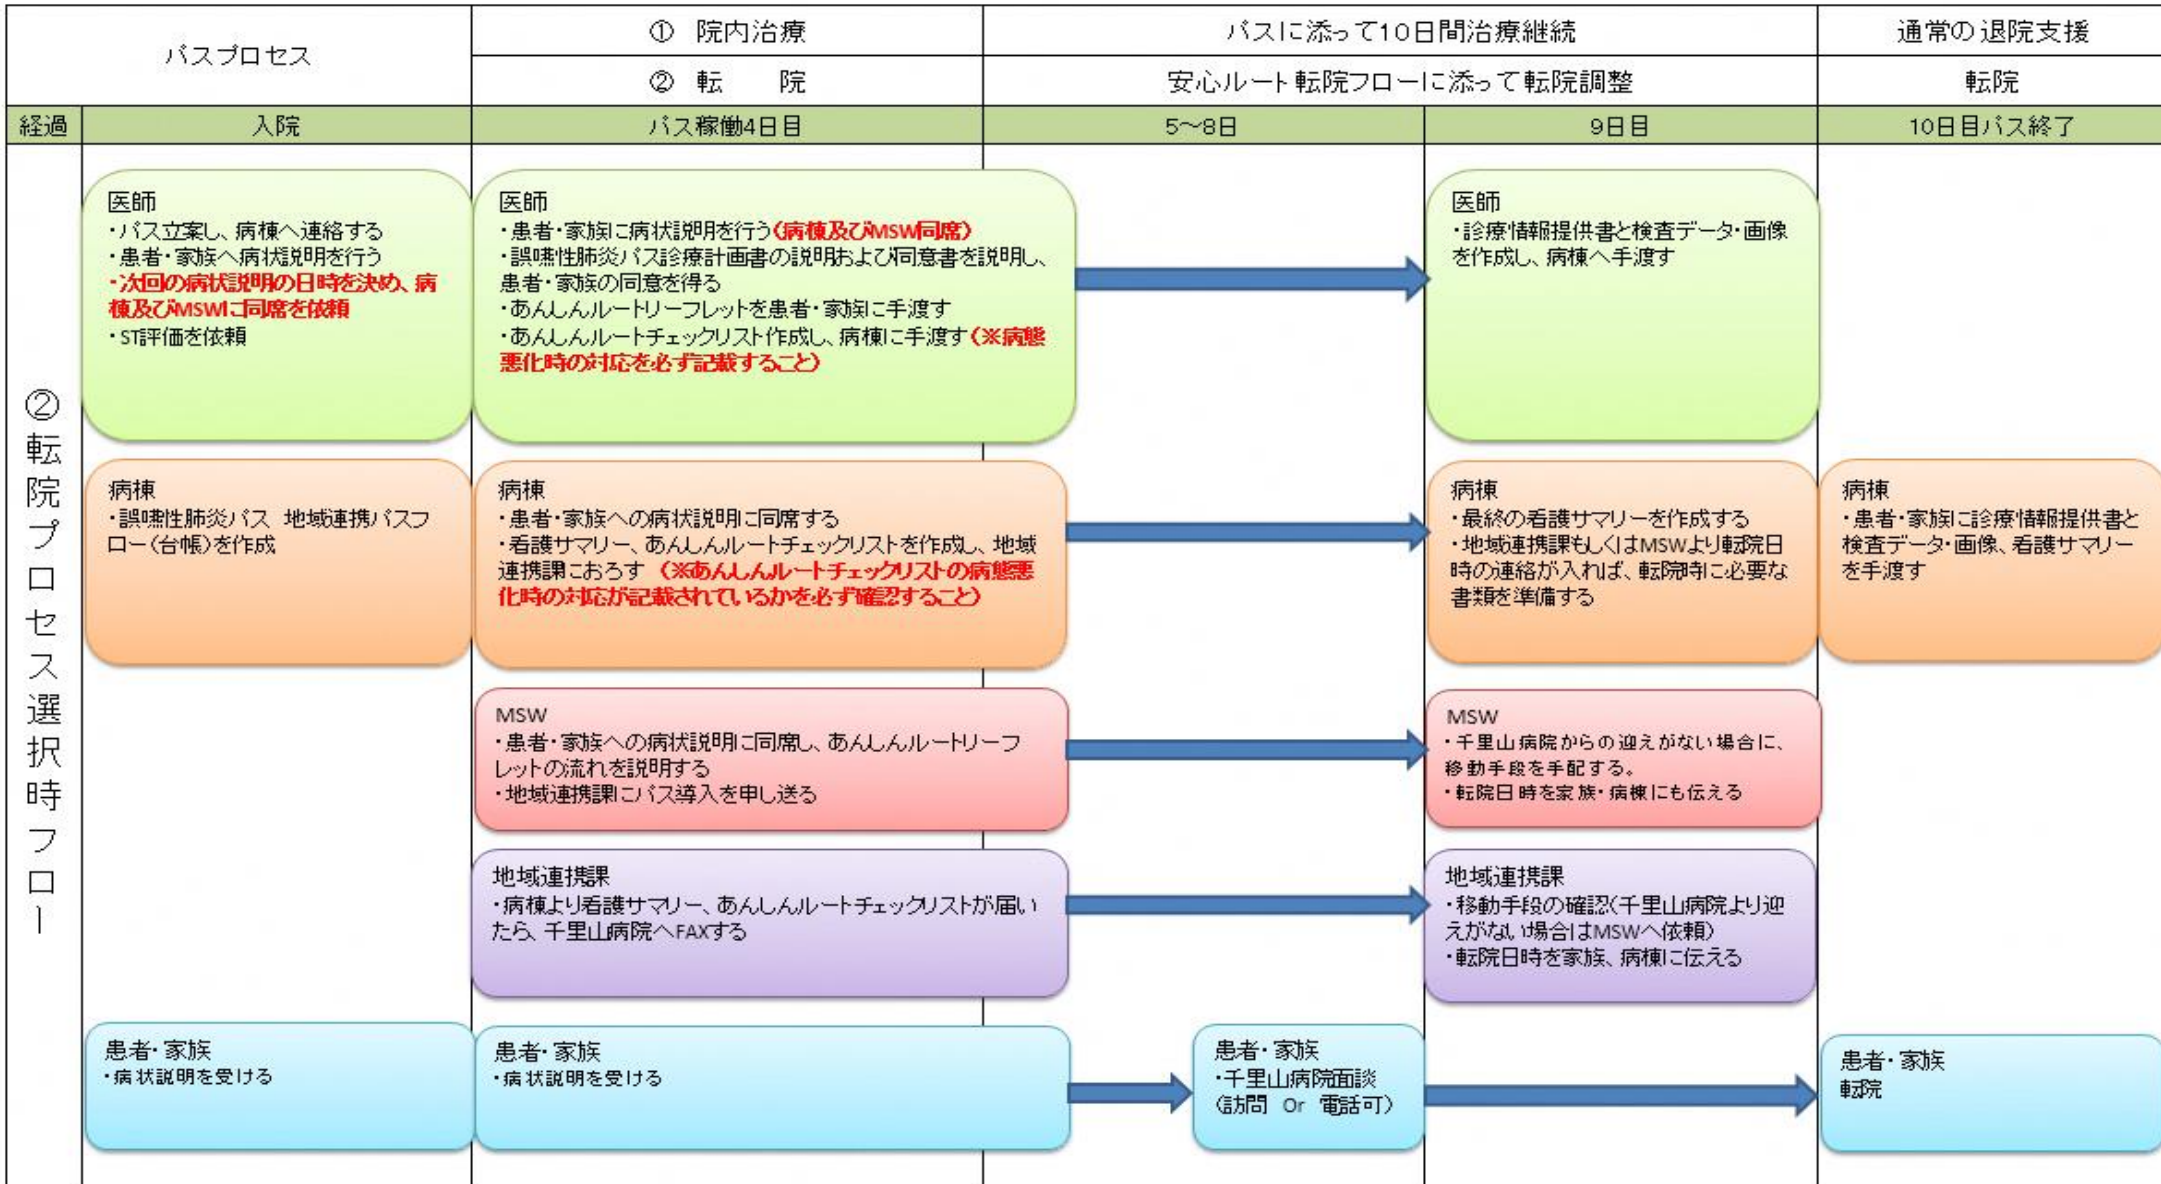 パスプロセス
① 院内治療
パスに添って10日間治療継続
通常の退院支援
② 転 院
安心ルート転院フローに添って転院調整
転院
経過
入院
パス稼働4日目
5～8日
9日目
10日目パス終了
②転院プロセス選択時フロー
医師
・パス立案し、病棟へ連絡する
・患者・家族へ病状説明を行う
・次回の病状説明の日時を決め、病
棟及びMSWに同席を依頼
・ST評価を依頼
医師
・患者・家族に病状説明を行う(病棟及びMSW同席)
・誤嚥性肺炎パス診療計画書の説明および同意書を説明し、
患者・家族の同意を得る
・あんしんルートリーフレットを患者・家族に手渡す
・あんしんルートチェックリスト作成し、病棟に手渡す(※病態
悪化時の対応を必ず記載すること)
医師
・診療情報提供書と検査データ・画像
を作成し、病棟へ手渡す
病棟
・誤嚥性肺炎パス 地域連携パスフ
ロー(台帳)を作成
病棟
・患者・家族への病状説明に同席する
・看護サマリー、あんしんルートチェックリストを作成し、地域
連携課におろす (※あんしんルートチェックリストの病態悪
化時の対応が記載されているかを必ず確認すること)
病棟
・最終の看護サマリーを作成する
・地域連携課もしくはMSWより転院日
時の連絡が入れば、転院時に必要な
書類を準備する
病棟
・患者・家族に診療情報提供書と
検査データ・画像、看護サマリー
を手渡す
MSW
・患者・家族への病状説明に同席し、あんしんルートリーフ
レットの流れを説明する
・地域連携課にパス導入を申し送る
MSW
・千里山病院からの迎えがない場合に、
移動手段を手配する。
・転院日時を家族・病棟にも伝える
地域連携課
・病棟より看護サマリー、あんしんルートチェックリストが届い
たら、千里山病院へFAXする
地域連携課
・移動手段の確認(千里山病院より迎
えがない場合はMSWへ依頼)
・転院日時を家族、病棟に伝える
患者・家族
・病状説明を受ける
患者・家族
・病状説明を受ける
患者・家族
・千里山病院面談
(訪問 Or 電話可)
患者・家族
転院